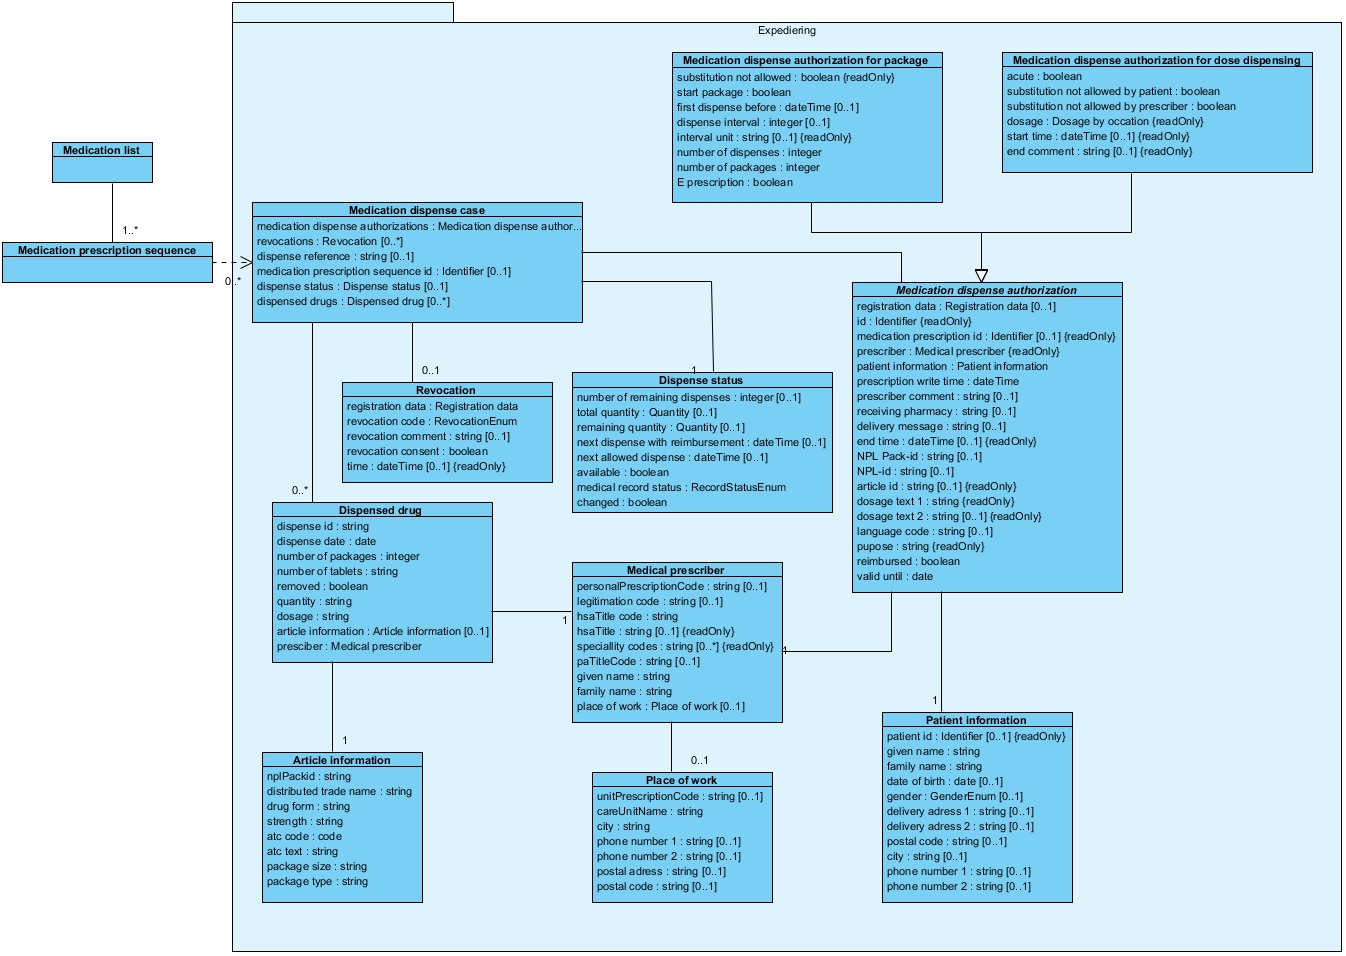 Expediering
Medication dispense authorization for package
substitution not allowed : boolean {readOnly}
start package : boolean
first dispense before : dateTime [0..1]
dispense interval : integer [0..1]
interval unit : string [0..1] {readOnly}
number of dispenses : integer
number of packages : integer
E prescription : boolean
Medication dispense authorization for dose dispensing
acute : boolean
substitution not allowed by patient : boolean
substitution not allowed by prescriber : boolean
dosage : Dosage by occation {readOnly}
start time : dateTime [0..1] {readOnly}
end comment : string [0..1] {readOnly}
Medication list
1..*
Medication prescription sequence
0..*
Medication dispense case
medication dispense authorizations : Medication dispense author...
revocations : Revocation [0..*]
dispense reference : string [0..1]
medication prescription sequence id : Identifier [0..1]
dispense status : Dispense status [0..1]
dispensed drugs : Dispensed drug [0..*]
Medication dispense authorization
registration data : Registration data [0..1]
id : Identifier {readOnly}
medication prescription id : Identifier [0..1] {readOnly}
prescriber : Medical prescriber {readOnly}
patient information : Patient information
prescription write time : dateTime
prescriber comment : string [0..1]
receiving pharmacy : string [0..1]
delivery message : string [0..1]
end time : dateTime [0..1] {readOnly}
NPL Pack-id : string [0..1]
NPL-id : string [0..1]
article id : string [0..1] {readOnly}
dosage text 1 : string {readOnly}
dosage text 2 : string [0..1] {readOnly}
language code : string [0..1]
pupose : string {readOnly}
reimbursed : boolean
valid until : date
0..1
Revocation
registration data : Registration data
revocation code : RevocationEnum
revocation comment : string [0..1]
revocation consent : boolean
time : dateTime [0..1] {readOnly}
1
Dispense status
number of remaining dispenses : integer [0..1]
total quantity : Quantity [0..1]
remaining quantity : Quantity [0..1]
next dispense with reimbursement : dateTime [0..1]
next allowed dispense : dateTime [0..1]
available : boolean
medical record status : RecordStatusEnum
changed : boolean
0..*
Dispensed drug
dispense id : string
dispense date : date
number of packages : integer
number of tablets : string
removed : boolean
quantity : string
dosage : string
article information : Article information [0..1]
presciber : Medical prescriber
1
Medical prescriber
personalPrescriptionCode : string [0..1]
legitimation code : string [0..1]
hsaTitle code : string
hsaTitle : string [0..1] {readOnly}
speciallity codes : string [0..*] {readOnly}
paTitleCode : string [0..1]
given name : string
family name : string
place of work : Place of work [0..1]
1
1
Article information
nplPackid : string
distributed trade name : string
drug form : string
strength : string
atc code : code
atc text : string
package size : string
package type : string
0..1
Place of work
unitPrescriptionCode : string [0..1]
careUnitName : string
city : string
phone number 1 : string [0..1]
phone number 2 : string [0..1]
postal adress : string [0..1]
postal code : string [0..1]
1
Patient information
patient id : Identifier [0..1] {readOnly}
given name : string
family name : string
date of birth : date [0..1]
gender : GenderEnum [0..1]
delivery adress 1 : string [0..1]
delivery adress 2 : string [0..1]
postal code : string [0..1]
city : string [0..1]
phone number 1 : string [0..1]
phone number 2 : string [0..1]